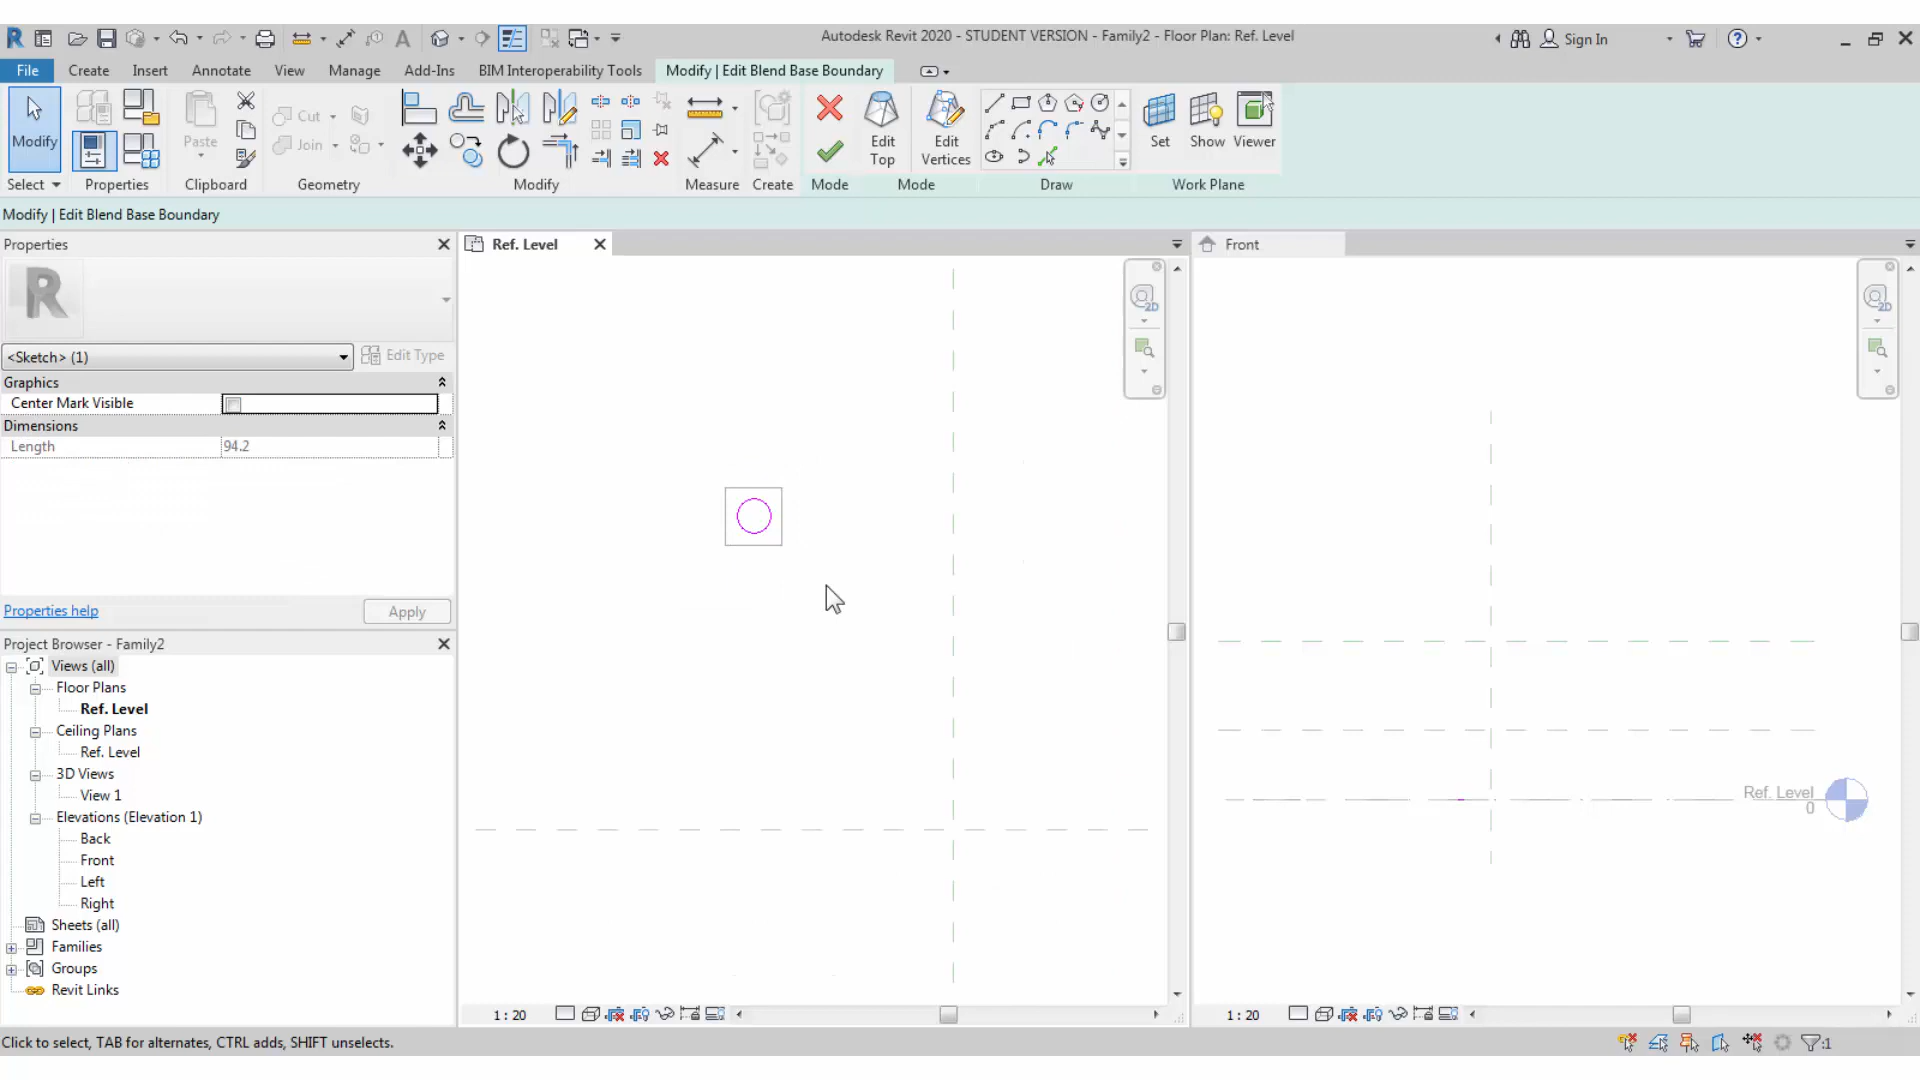 Autodesk Revit 2020 - STUDENT VERSION - Family2 - Floor Plan: Ref. Level
Sign In
File Create Insert Annotate View Manage Add-Ins BIM Interoperability Tools Modify | Edit Blend Base Boundary
Modify
Paste
Cut
Join
Edit Top
Edit Vertices
Set Show Viewer
Select Properties Clipboard Geometry Modify Measure Create Mode Mode Draw Work Plane
Modify | Edit Blend Base Boundary
Properties
R
<Sketch> (1)
Edit Type
Graphics
Center Mark Visible
Dimensions
Length 94.2
Properties help
Apply
Project Browser - Family2
Views (all)
Floor Plans
Ref. Level
Ceiling Plans
Ref. Level
3D Views
View 1
Elevations (Elevation 1)
Back
Front
Left
Right
Sheets (all)
Families
Groups
Revit Links
Ref. Level
2D
1 : 20
Front
2D
Ref. Level
0
1 : 20
Click to select, TAB for alternates, CTRL adds, SHIFT unselects.
:1